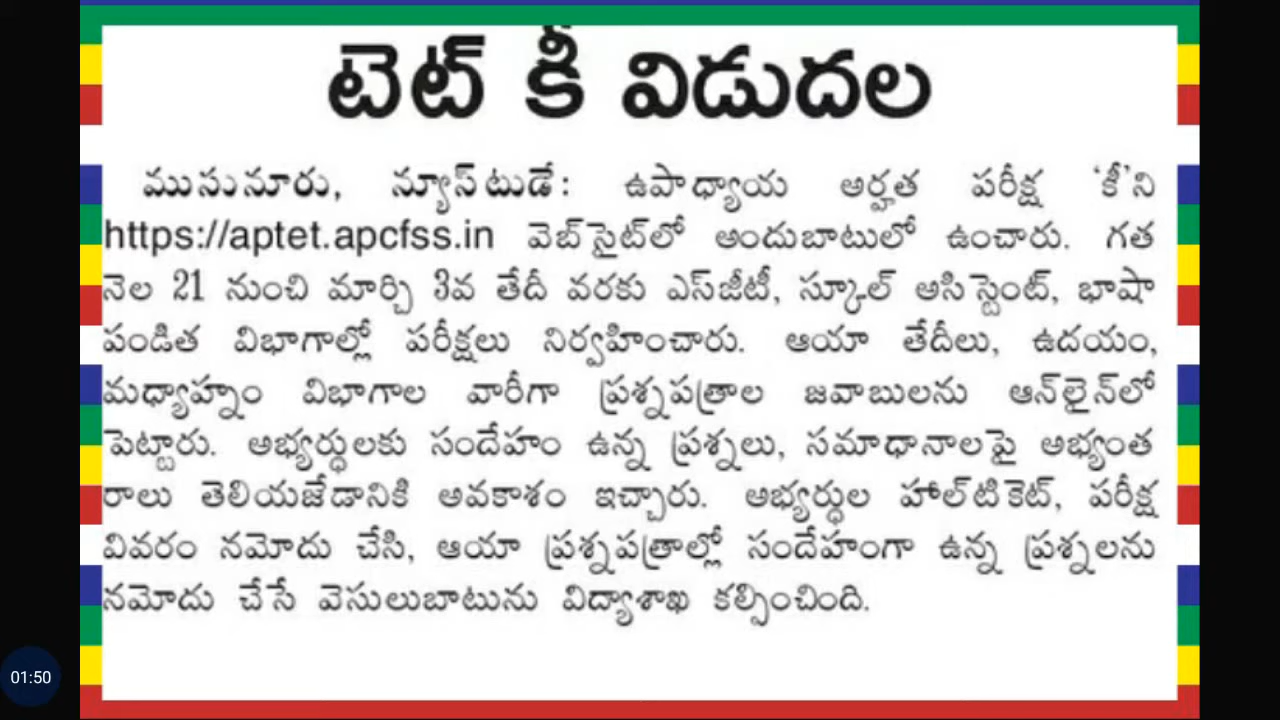 టెట్ కీ విడుదల
ముసునూరు, న్యూస్‌టుడే: ఉపాధ్యాయ అర్హత పరీక్ష ‘కీ’ని
https://aptet.apcfss.in వెబ్‌సైట్‌లో అందుబాటులో ఉంచారు. గత
నెల 21 నుంచి మార్చి 3వ తేదీ వరకు ఎస్‌జీటీ, స్కూల్ అసిస్టెంట్, భాషా
పండిత విభాగాల్లో పరీక్షలు నిర్వహించారు. ఆయా తేదీలు, ఉదయం,
మధ్యాహ్నం విభాగాల వారీగా ప్రశ్నపత్రాల జవాబులను ఆన్‌లైన్‌లో
పెట్టారు. అభ్యర్థులకు సందేహం ఉన్న ప్రశ్నలు, సమాధానాలపై అభ్యంత
రాలు తెలియజేడానికి అవకాశం ఇచ్చారు. అభ్యర్థుల హాల్‌టికెట్, పరీక్ష
వివరం నమోదు చేసి, ఆయా ప్రశ్నపత్రాల్లో సందేహంగా ఉన్న ప్రశ్నలను
నమోదు చేసే వెసులుబాటును విద్యాశాఖ కల్పించింది.
01:50